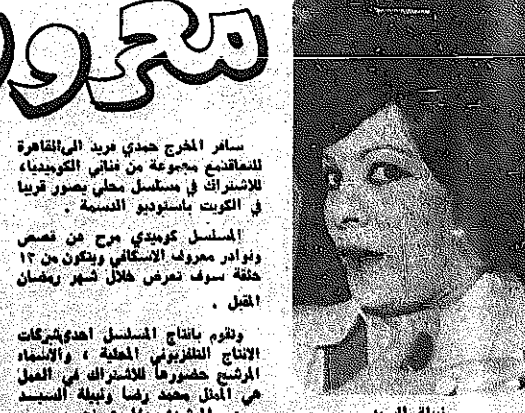 معرو
سافر المخرج حمدي فريد الى القاهرة
للتعاقد مع مجموعة من فناني الكوميديا،
للاشتراك في مسلسل محلي يصور قريبا
في الكويت باستوديو الدسمة .
المسلسل كوميدي مرح عن قصص
ونوادر معروف الاسكافي ويتكون من ١٣
حلقة سوف تعرض خلال شهر رمضان
المقبل .
وتقوم بانتاج المسلسل احدى شركات
الانتاج التلفزيوني المحلية ، والاسماء
المرشح حضورها للاشتراك في العمل
هي الممثل محمد رضا ونبيلة السيد